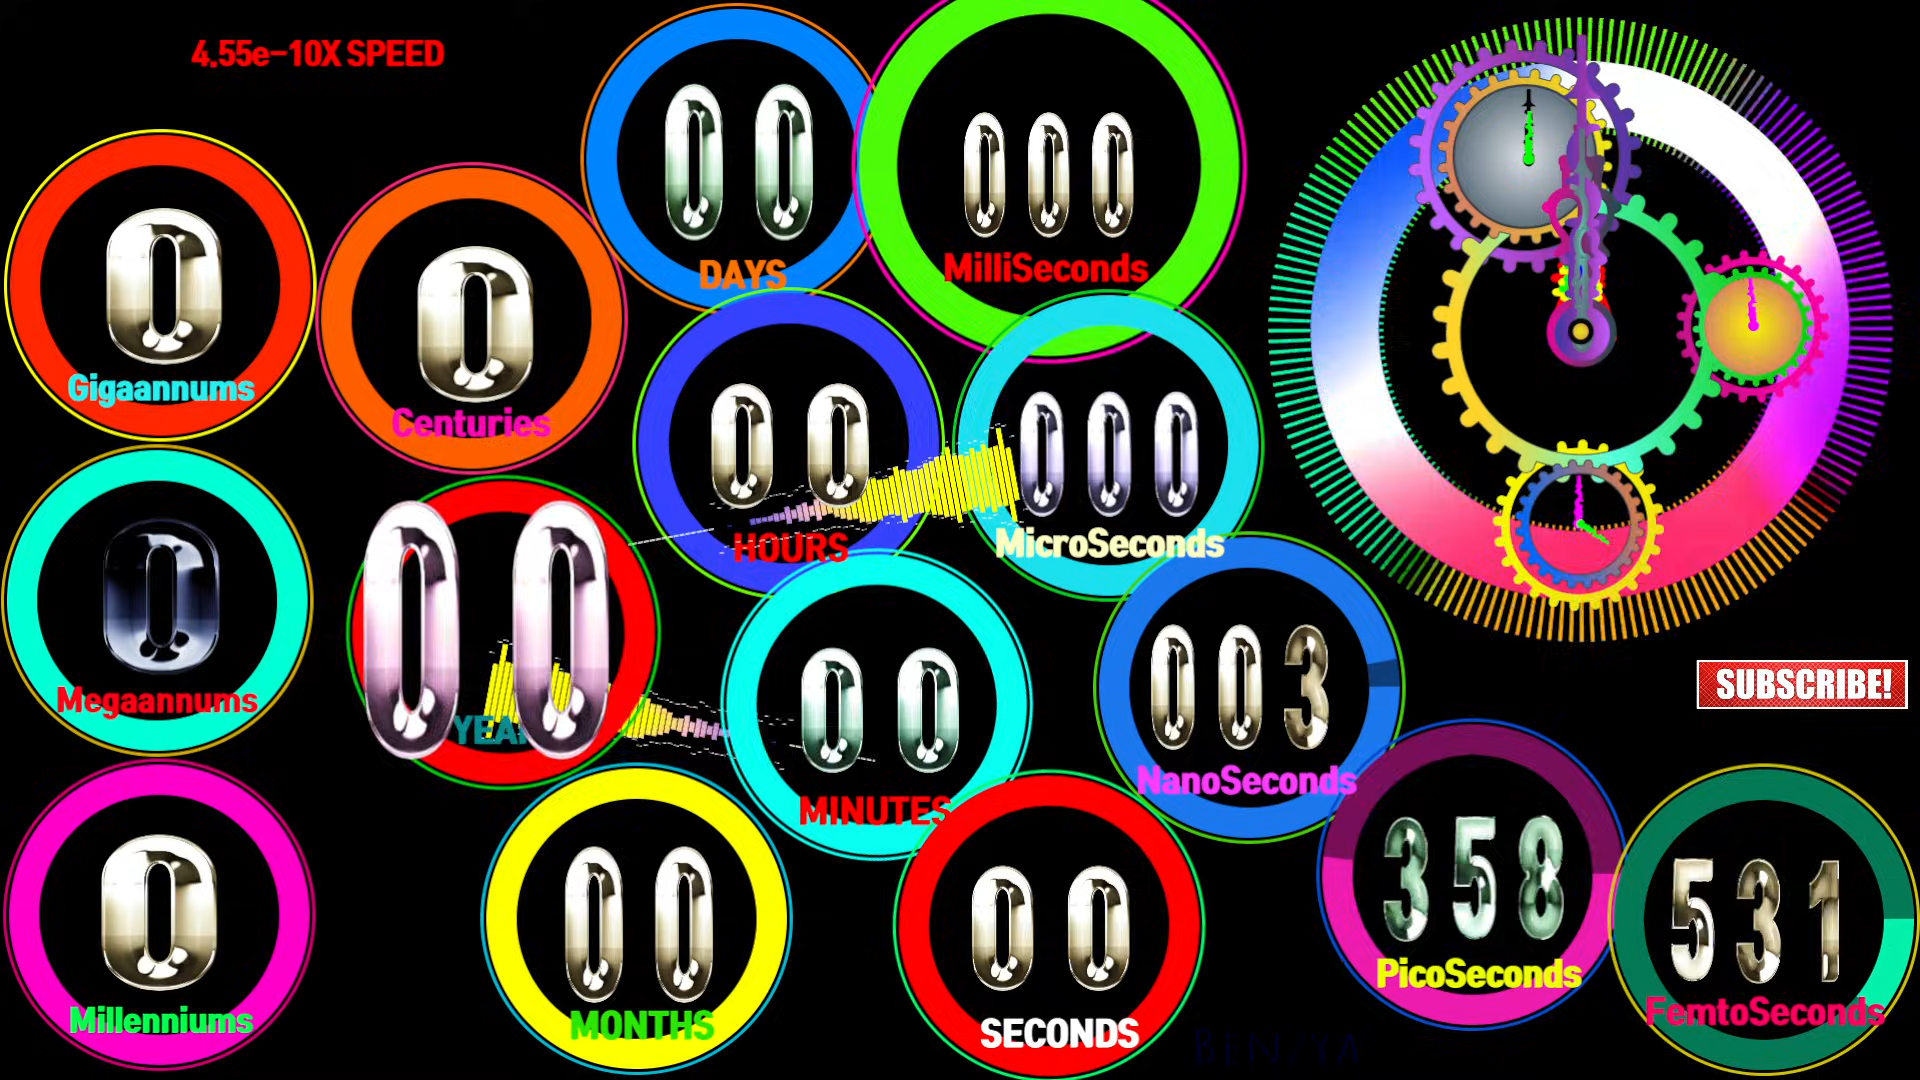 4.55e-10X SPEED
0
Gigaannums
0
Centuries
00
DAYS
000
MilliSeconds
00
HOURS
000
MicroSeconds
0
Megaannums
00
00
MINUTES
003
NanoSeconds
SUBSCRIBE!
0
Millenniums
00
MONTHS
00
SECONDS
358
PicoSeconds
531
FemtoSeconds